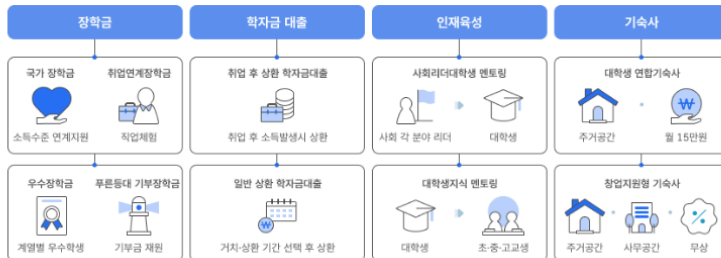 장학금
학자금 대출
인재육성
기숙사
국가 장학금 취업연계장학금
소득수준 연계지원 직업체험
우수장학금 푸른등대 기부장학금
계열별 우수학생 기부금 재원
취업 후 상환 학자금대출
취업 후 소득발생시 상환
일반 상환 학자금대출
₩
거치·상환 기간 선택 후 상환
사회리더대학생 멘토링
사회 각 분야 리더 대학생
대학생지식 멘토링
대학생 초·중·고교생
대학생 연합기숙사
₩
주거공간 월 15만원
창업지원형 기숙사
%
주거공간 사무공간 무상